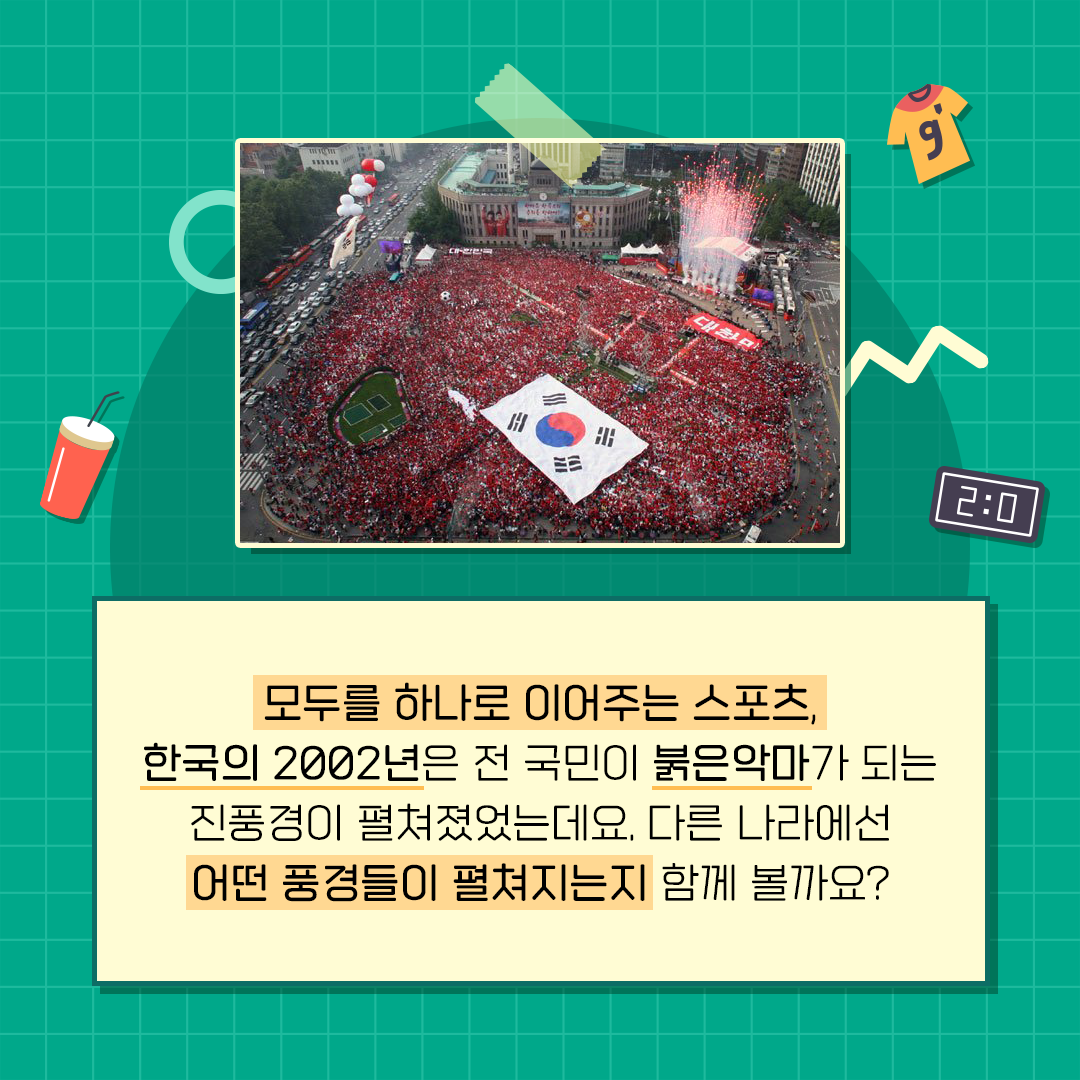 대한민국
대한민
g'
2:0
모두를 하나로 이어주는 스포츠,
한국의 2002년은 전 국민이 붉은악마가 되는
진풍경이 펼쳐졌었는데요. 다른 나라에선
어떤 풍경들이 펼쳐지는지 함께 볼까요?